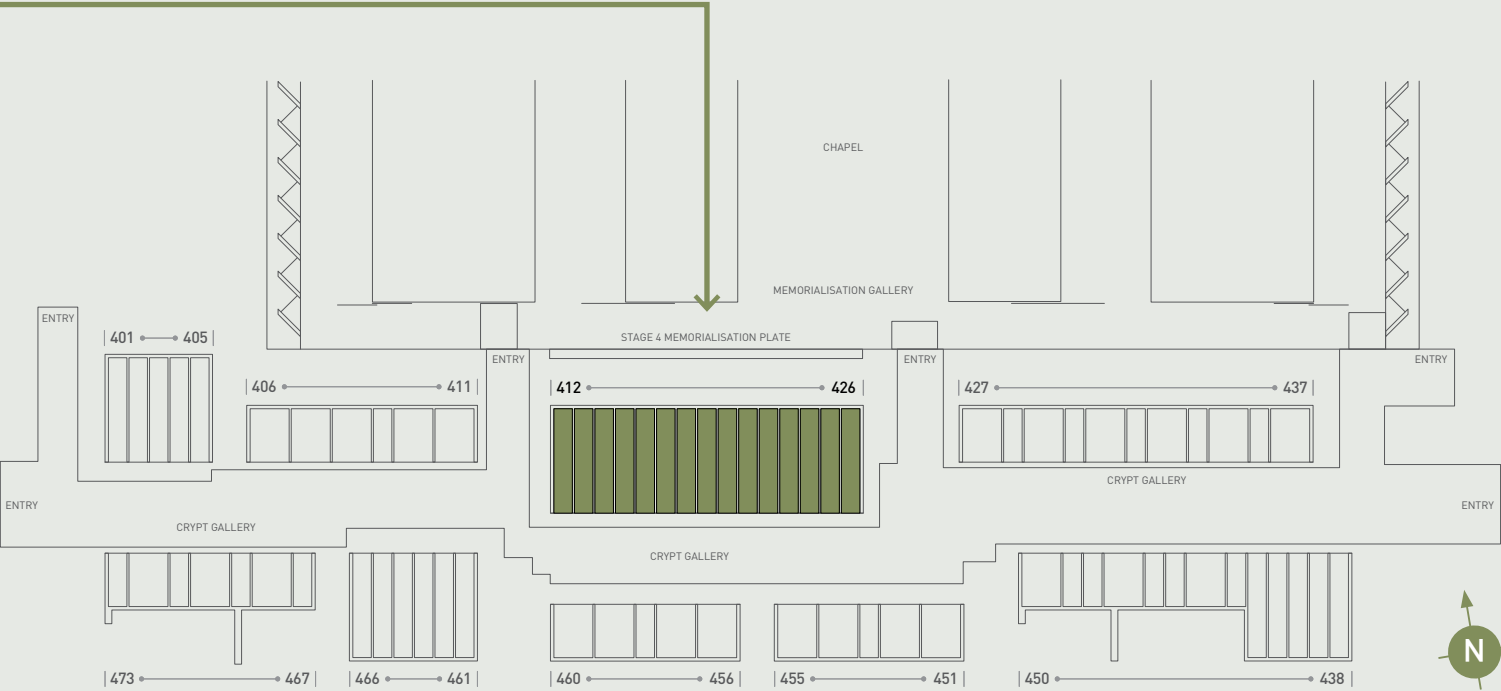 CHAPEL
MEMORIALISATION GALLERY
ENTRY
401 405
STAGE 4 MEMORIALISATION PLATE
ENTRY
ENTRY
ENTRY
406 411
412 426
427 437
CRYPT GALLERY
ENTRY
ENTRY
CRYPT GALLERY
CRYPT GALLERY
473 467
466 461
460 456
455 451
450 438
N